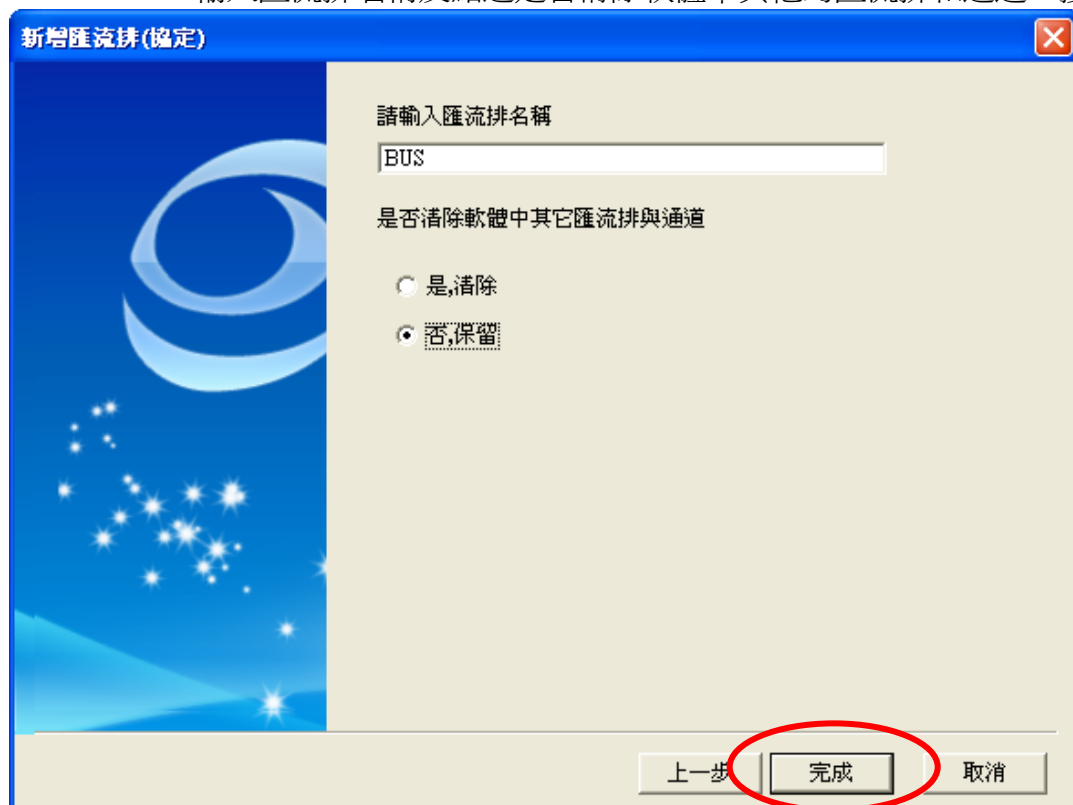 新增匯流排(協定)
請輸入匯流排名稱
BUS
是否清除軟體中其它匯流排與通道
是,清除
否,保留
上一步
完成
取消